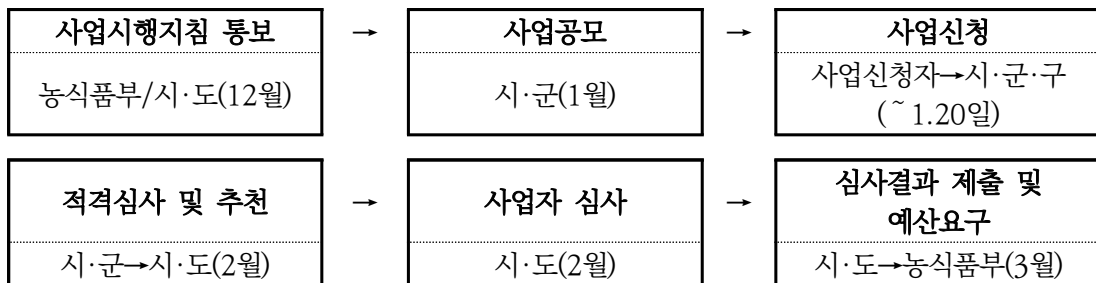 사업시행지침 통보 → 사업공모 → 사업신청
농식품부/시·도(12월) 시·군(1월) 사업신청자→시·군·구
(~1.20일)
적격심사 및 추천 → 사업자 심사 → 심사결과 제출 및
예산요구
시·군→시·도(2월) 시·도(2월) 시·도→농식품부(3월)